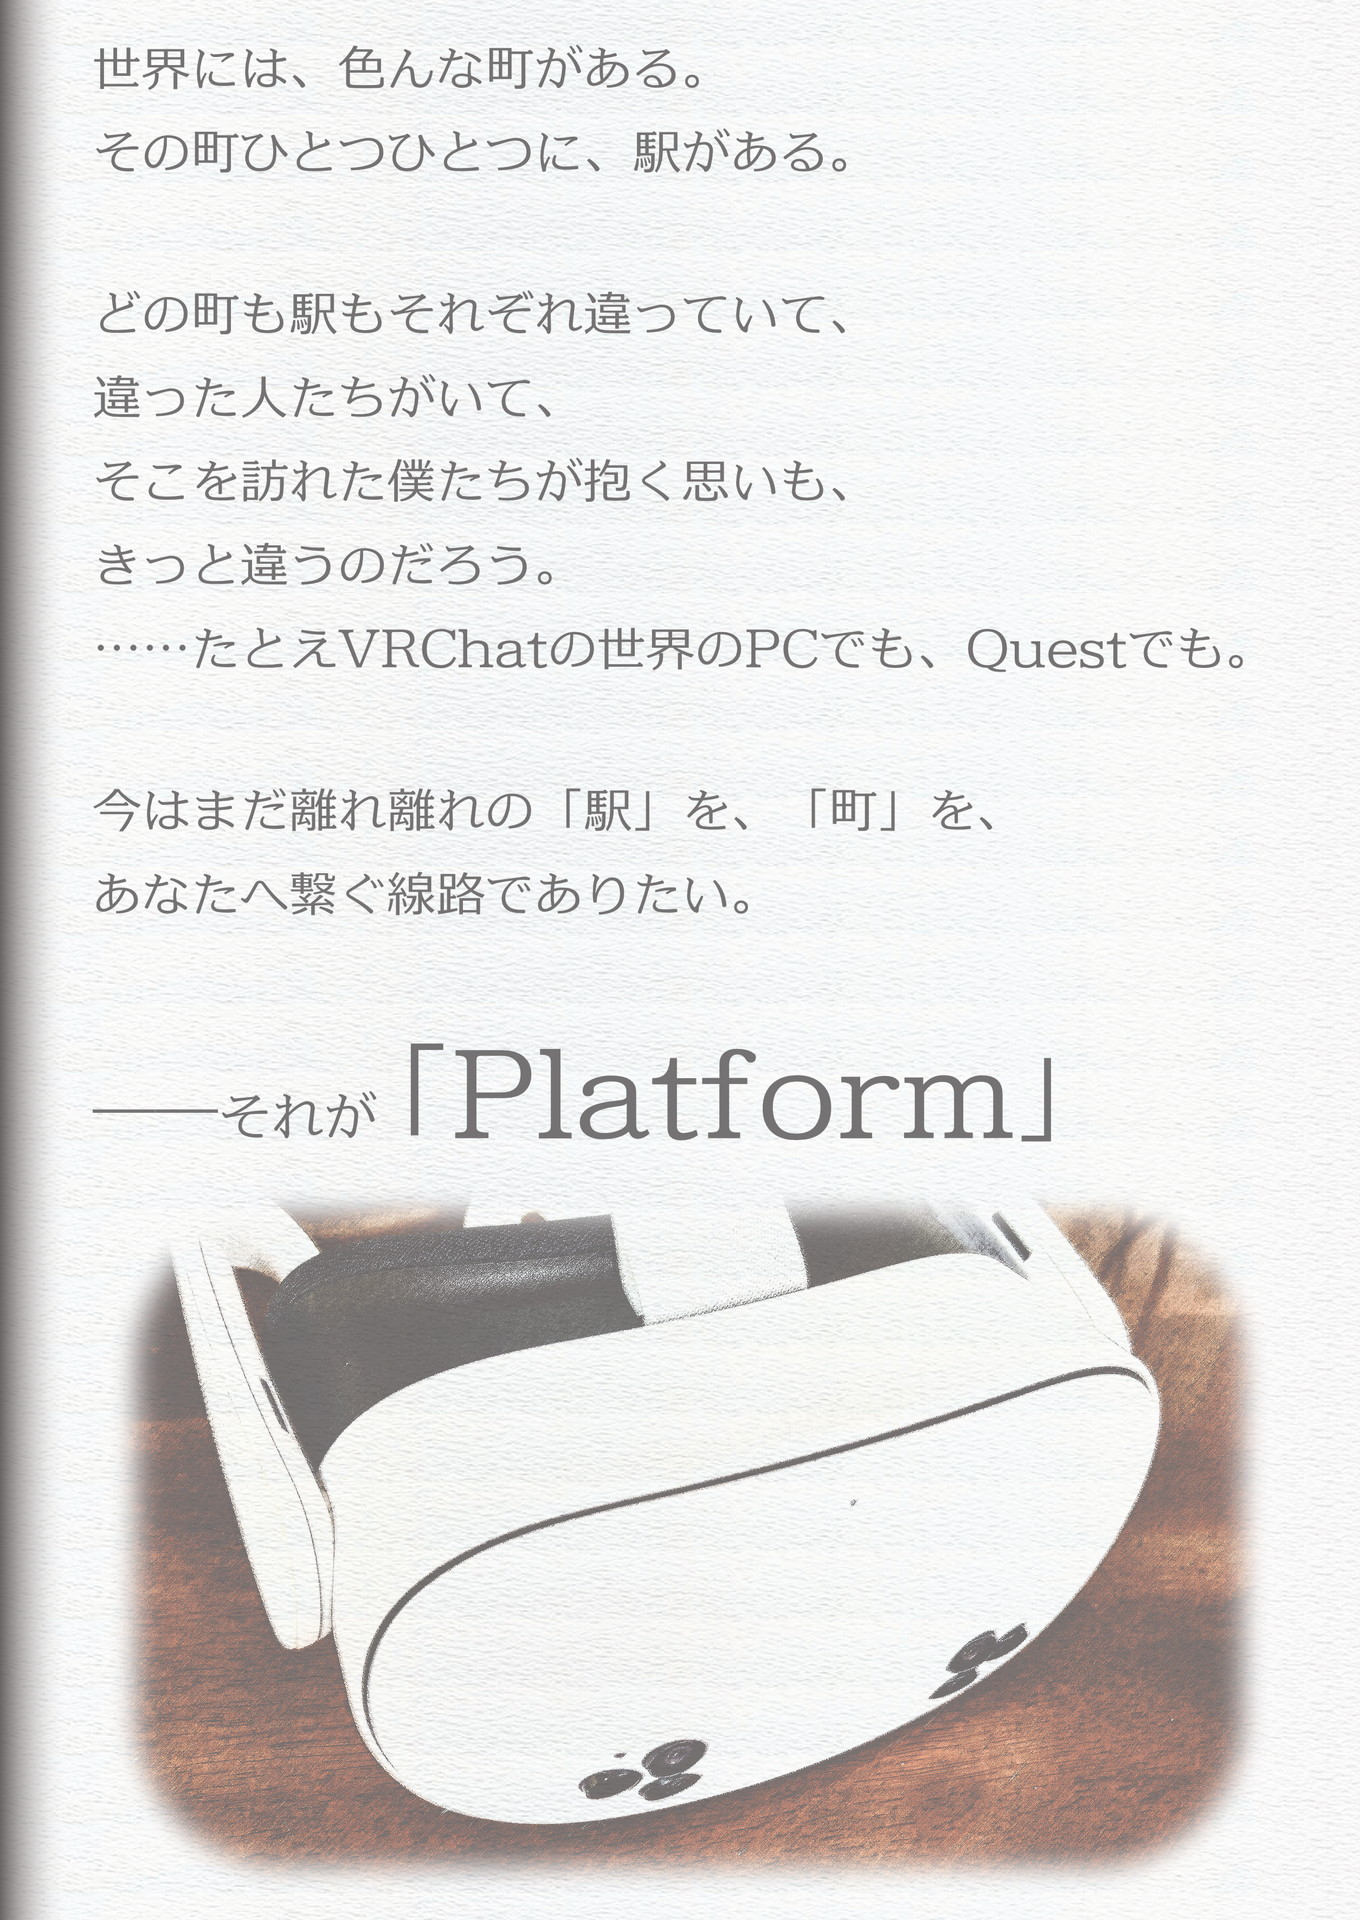 世界には、色んな町がある。
その町ひとつひとつに、駅がある。
どの町も駅もそれぞれ違っていて、
違った人たちがいて、
そこを訪れた僕たちが抱く思いも、
きっと違うのだろう。
……たとえVRChatの世界のPCでも、Questでも。
今はまだ離れ離れの「駅」を、「町」を、
あなたへ繋ぐ線路でありたい。
――それが「Platform」